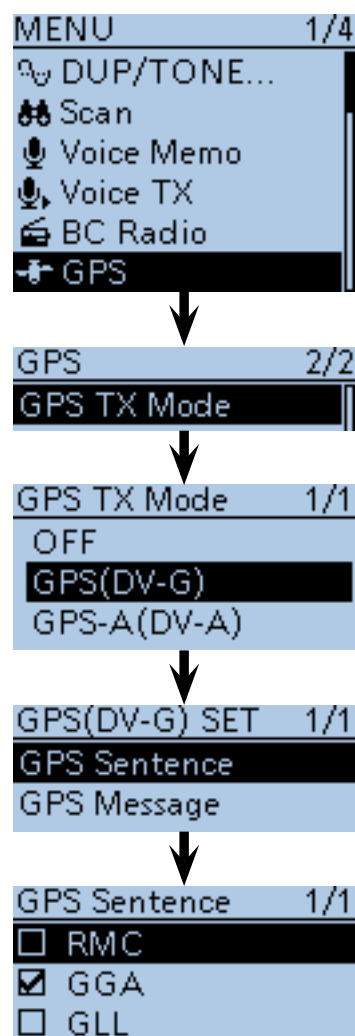 MENU 1/4
DUP/TONE...
Scan
Voice Memo
Voice TX
BC Radio
GPS
GPS 2/2
GPS TX Mode
GPS TX Mode 1/1
OFF
GPS(DV-G)
GPS-A(DV-A)
GPS(DV-G) SET 1/1
GPS Sentence
GPS Message
GPS Sentence 1/1
RMC
GGA
GLL